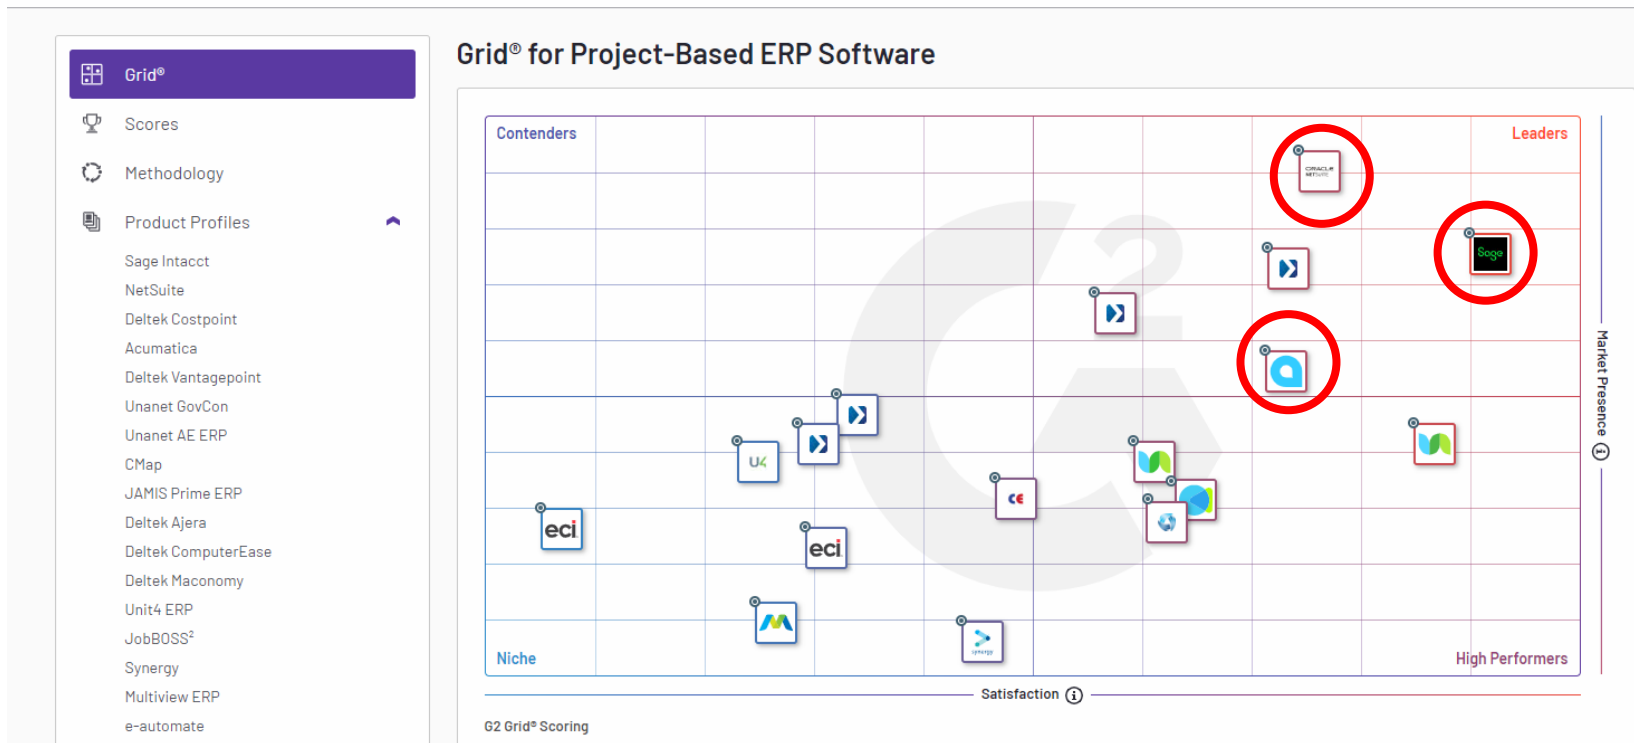 Grid® for Project-Based ERP Software
Grid®
Scores
Methodology
Product Profiles
Sage Intacct
NetSuite
Deltek Costpoint
Acumatica
Deltek Vantagepoint
Unanet GovCon
Unanet AE ERP
CMap
JAMIS Prime ERP
Deltek Ajera
Deltek ComputerEase
Deltek Maconomy
Unit4 ERP
JobBOSS²
Synergy
Multiview ERP
e-automate
Contenders
Leaders
ORACLE
NETSUITE
Sage
U4
CE
eci
eci
synergy
Niche
High Performers
Market Presence
Satisfaction
G2 Grid® Scoring